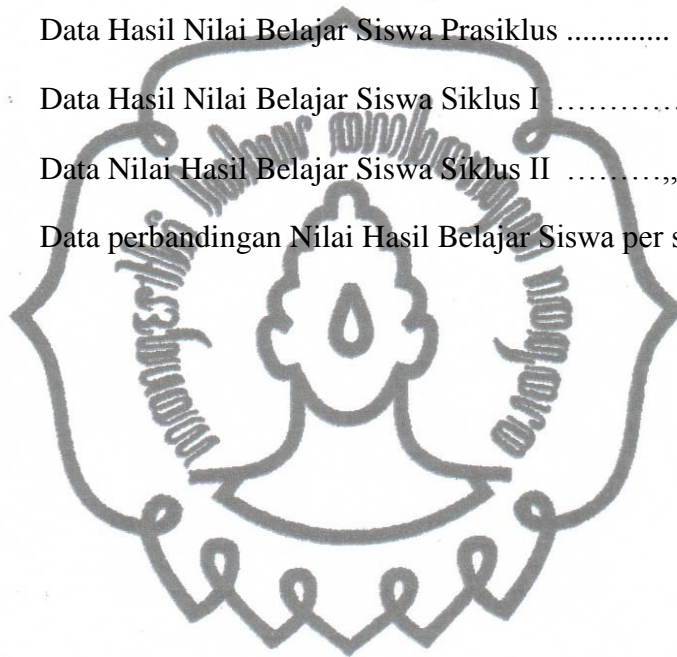 Data Hasil Nilai Belajar Siswa Prasiklus .............
Data Hasil Nilai Belajar Siswa Siklus I …………
Data Nilai Hasil Belajar Siswa Siklus II ………,,
Data perbandingan Nilai Hasil Belajar Siswa per s